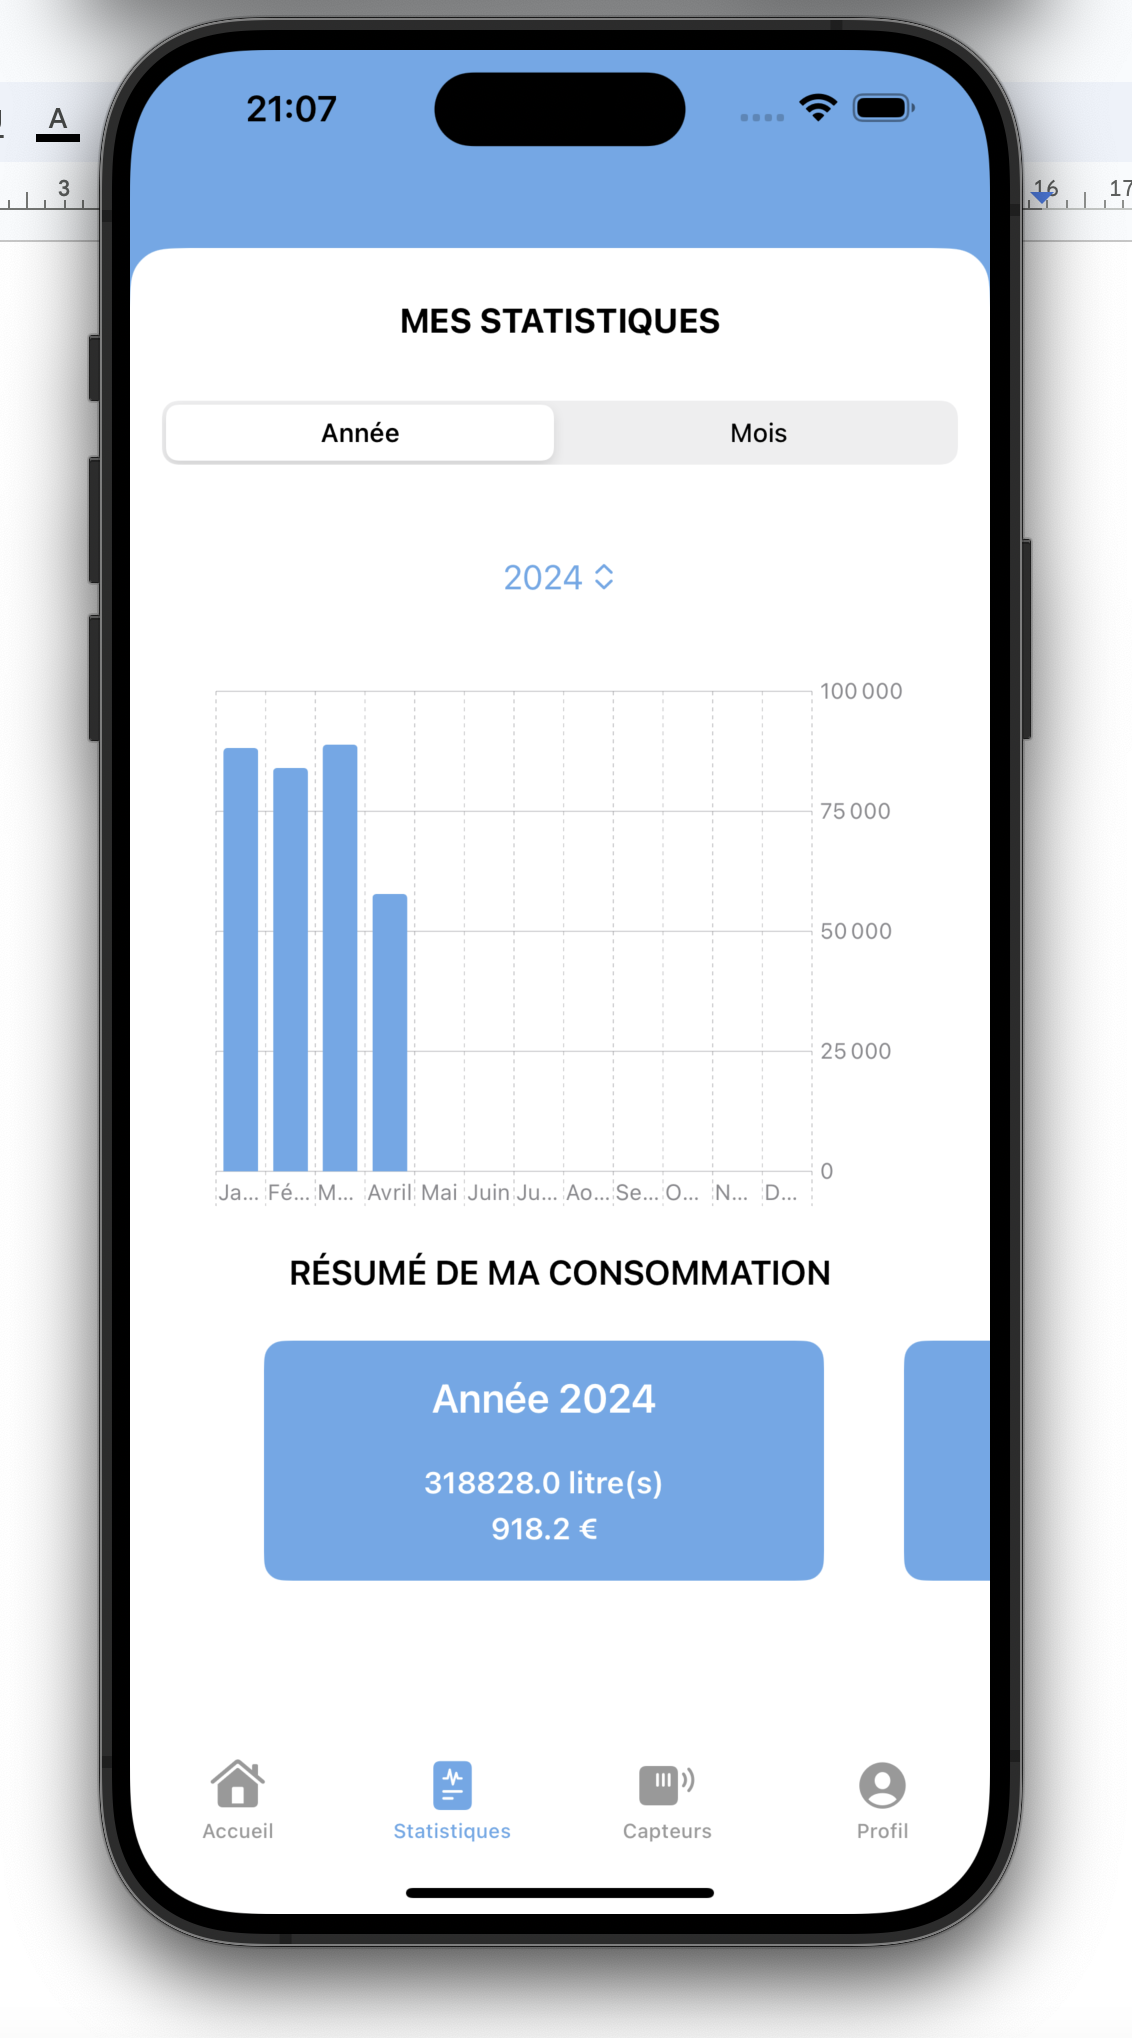 A
3
16
17
21:07
MES STATISTIQUES
Année Mois
2024
100 000
75 000
50 000
25 000
0
Ja... Fé... M... Avril Mai Juin Ju... Ao... Se... O... N... D...
RÉSUMÉ DE MA CONSOMMATION
Année 2024
318828.0 litre(s)
918.2 €
Accueil Statistiques Capteurs Profil